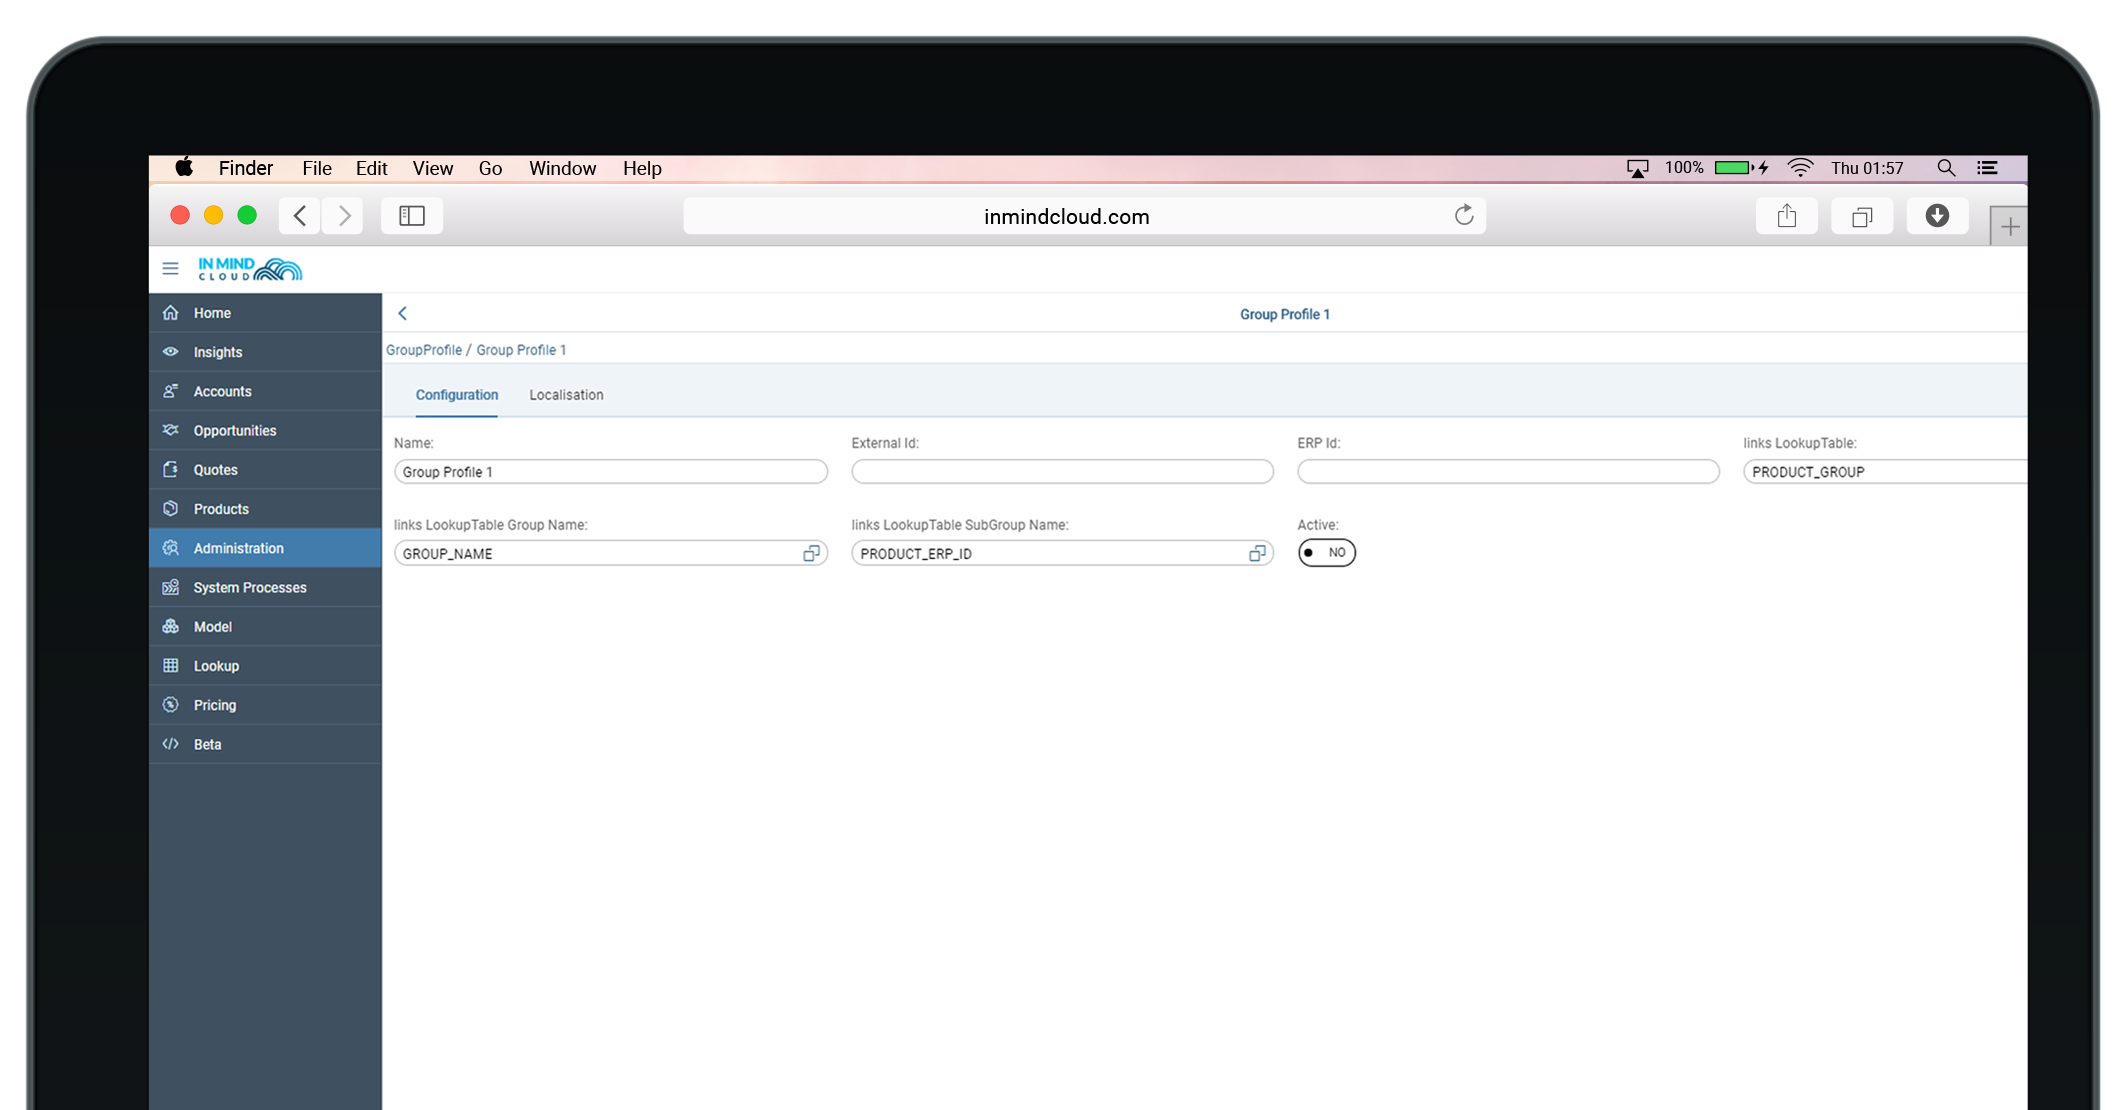 Finder File Edit View Go Window Help 100% Thu 01:57
inmindcloud.com
IN MIND
CLOUD
Home
Insights
Accounts
Opportunities
Quotes
Products
Administration
System Processes
Model
Lookup
Pricing
Beta
Group Profile 1
GroupProfile / Group Profile 1
Configuration Localisation
Name: External Id: ERP Id: links LookupTable:
Group Profile 1 PRODUCT_GROUP
links LookupTable Group Name: links LookupTable SubGroup Name: Active:
GROUP_NAME PRODUCT_ERP_ID NO